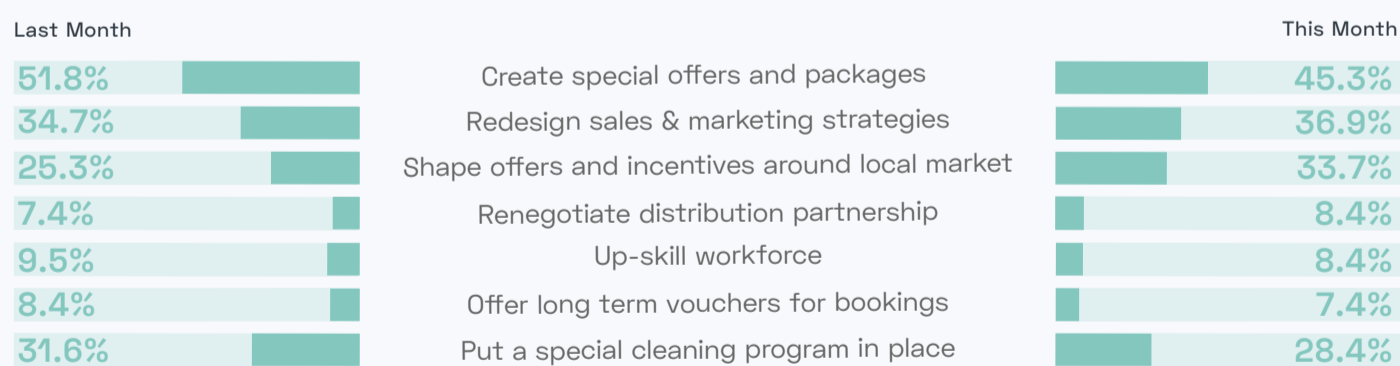 Last Month This Month
51.8% Create special offers and packages 45.3%
34.7% Redesign sales & marketing strategies 36.9%
25.3% Shape offers and incentives around local market 33.7%
7.4% Renegotiate distribution partnership 8.4%
9.5% Up-skill workforce 8.4%
8.4% Offer long term vouchers for bookings 7.4%
31.6% Put a special cleaning program in place 28.4%